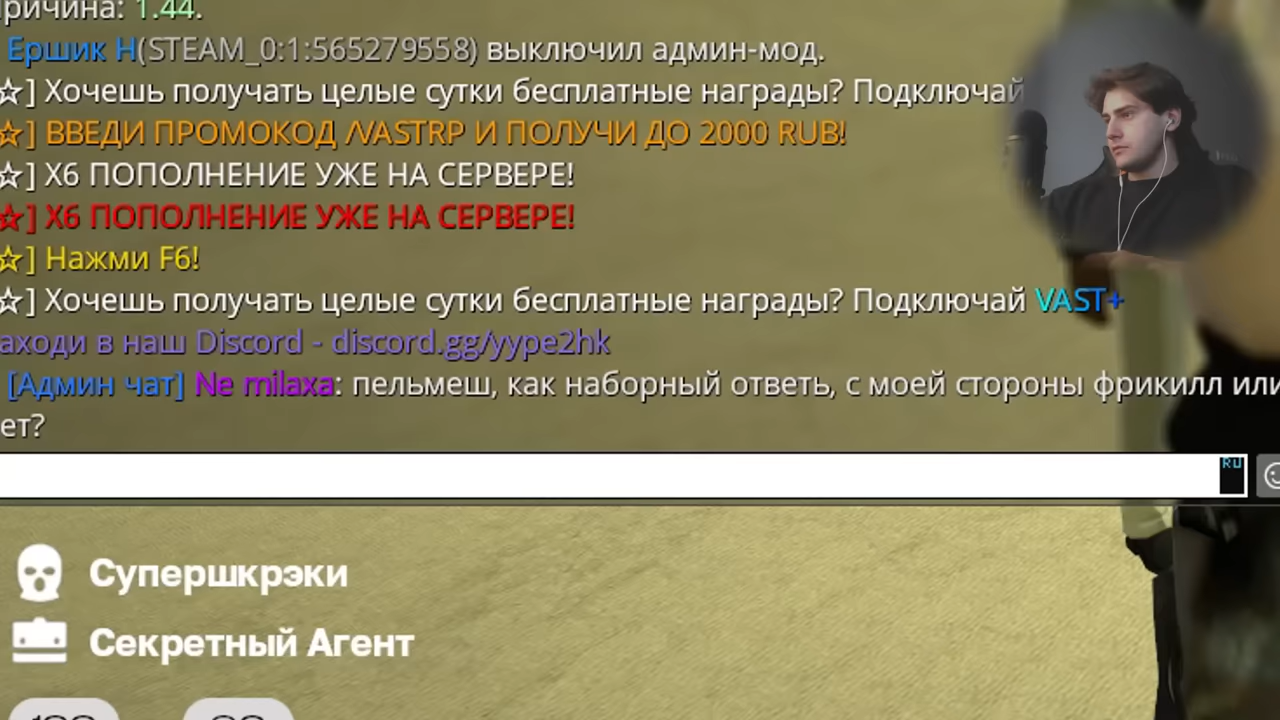 ричина: 1.44.
Ершик Н(STEAM_0:1:565279558) выключил админ-мод.
☆] Хочешь получать целые сутки бесплатные награды? Подключай
☆] ВВЕДИ ПРОМОКОД /VASTRP И ПОЛУЧИ ДО 2000 RUB!
☆] X6 ПОПОЛНЕНИЕ УЖЕ НА СЕРВЕРЕ!
☆] X6 ПОПОЛНЕНИЕ УЖЕ НА СЕРВЕРЕ!
☆] Нажми F6!
☆] Хочешь получать целые сутки бесплатные награды? Подключай VAST+
аходи в наш Discord - discord.gg/yype2hk
[Админ чат] Ne milaxa: пельмеш, как наборный ответь, с моей стороны фрикилл или
ет?
RU
Супершкрэки
Секретный Агент